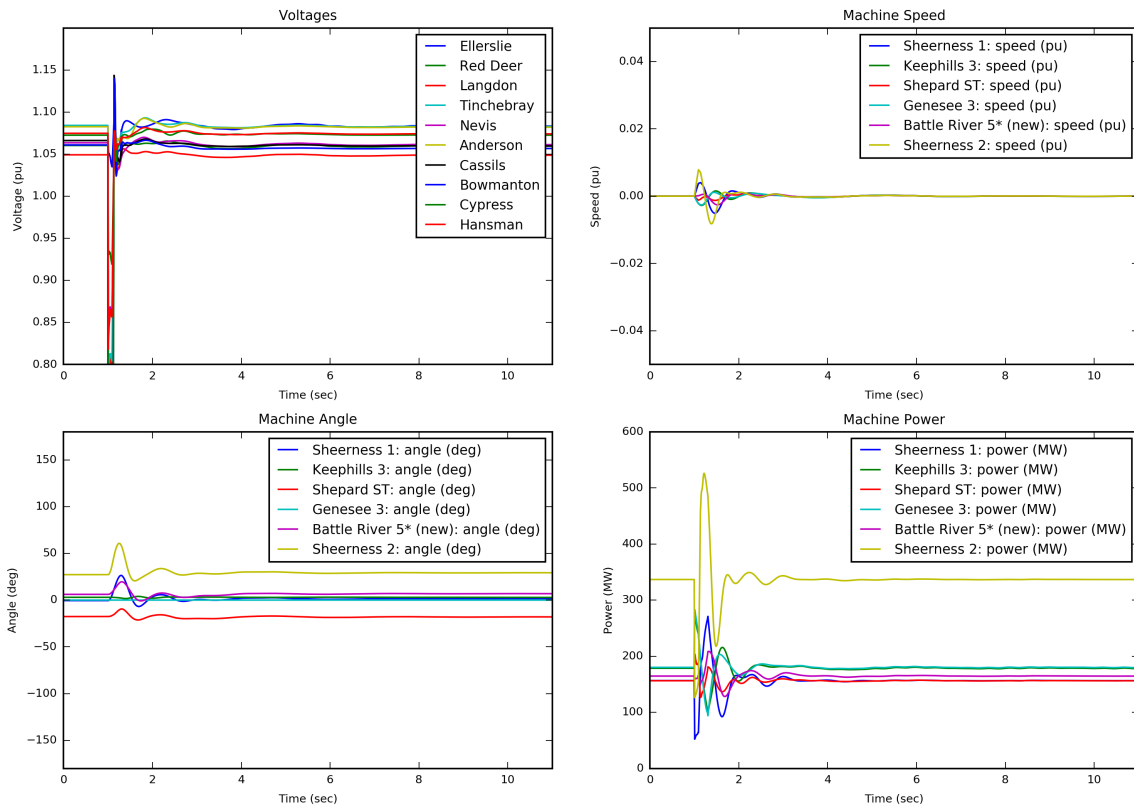 Voltages
1.15
1.10
1.05
1.00
0.95
0.90
0.85
0.80
Voltage (pu)
0 2 4 6 8 10
Time (sec)
Ellerslie
Red Deer
Langdon
Tinchebray
Nevis
Anderson
Cassils
Bowmanton
Cypress
Hansman
Machine Speed
0.04
0.02
0.00
−0.02
−0.04
Speed (pu)
0 2 4 6 8 10
Time (sec)
Sheerness 1: speed (pu)
Keephills 3: speed (pu)
Shepard ST: speed (pu)
Genesee 3: speed (pu)
Battle River 5* (new): speed (pu)
Sheerness 2: speed (pu)
Machine Angle
150
100
50
0
−50
−100
−150
Angle (deg)
0 2 4 6 8 10
Time (sec)
Sheerness 1: angle (deg)
Keephills 3: angle (deg)
Shepard ST: angle (deg)
Genesee 3: angle (deg)
Battle River 5* (new): angle (deg)
Sheerness 2: angle (deg)
Machine Power
600
500
400
300
200
100
0
Power (MW)
0 2 4 6 8 10
Time (sec)
Sheerness 1: power (MW)
Keephills 3: power (MW)
Shepard ST: power (MW)
Genesee 3: power (MW)
Battle River 5* (new): power (MW)
Sheerness 2: power (MW)